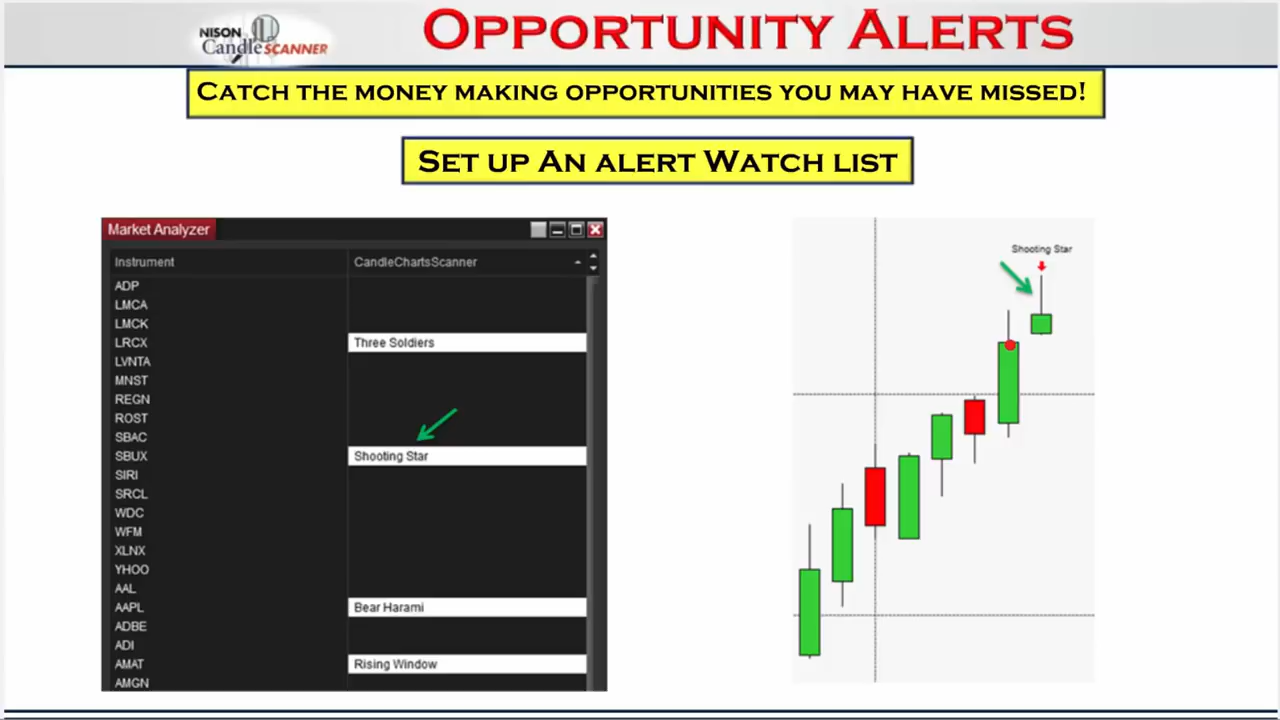 NISON
Candle SCANNER
OPPORTUNITY ALERTS
CATCH THE MONEY MAKING OPPORTUNITIES YOU MAY HAVE MISSED!
SET UP AN ALERT WATCH LIST
Market Analyzer
Instrument CandleChartsScanner
ADP
LMCA
LMCK
LRCX Three Soldiers
LVNTA
MNST
REGN
ROST
SBAC
SBUX Shooting Star
SIRI
SRCL
WDC
WFM
XLNX
YHOO
AAL
AAPL Bear Harami
ADBE
ADI
AMAT Rising Window
AMGN
Shooting Star